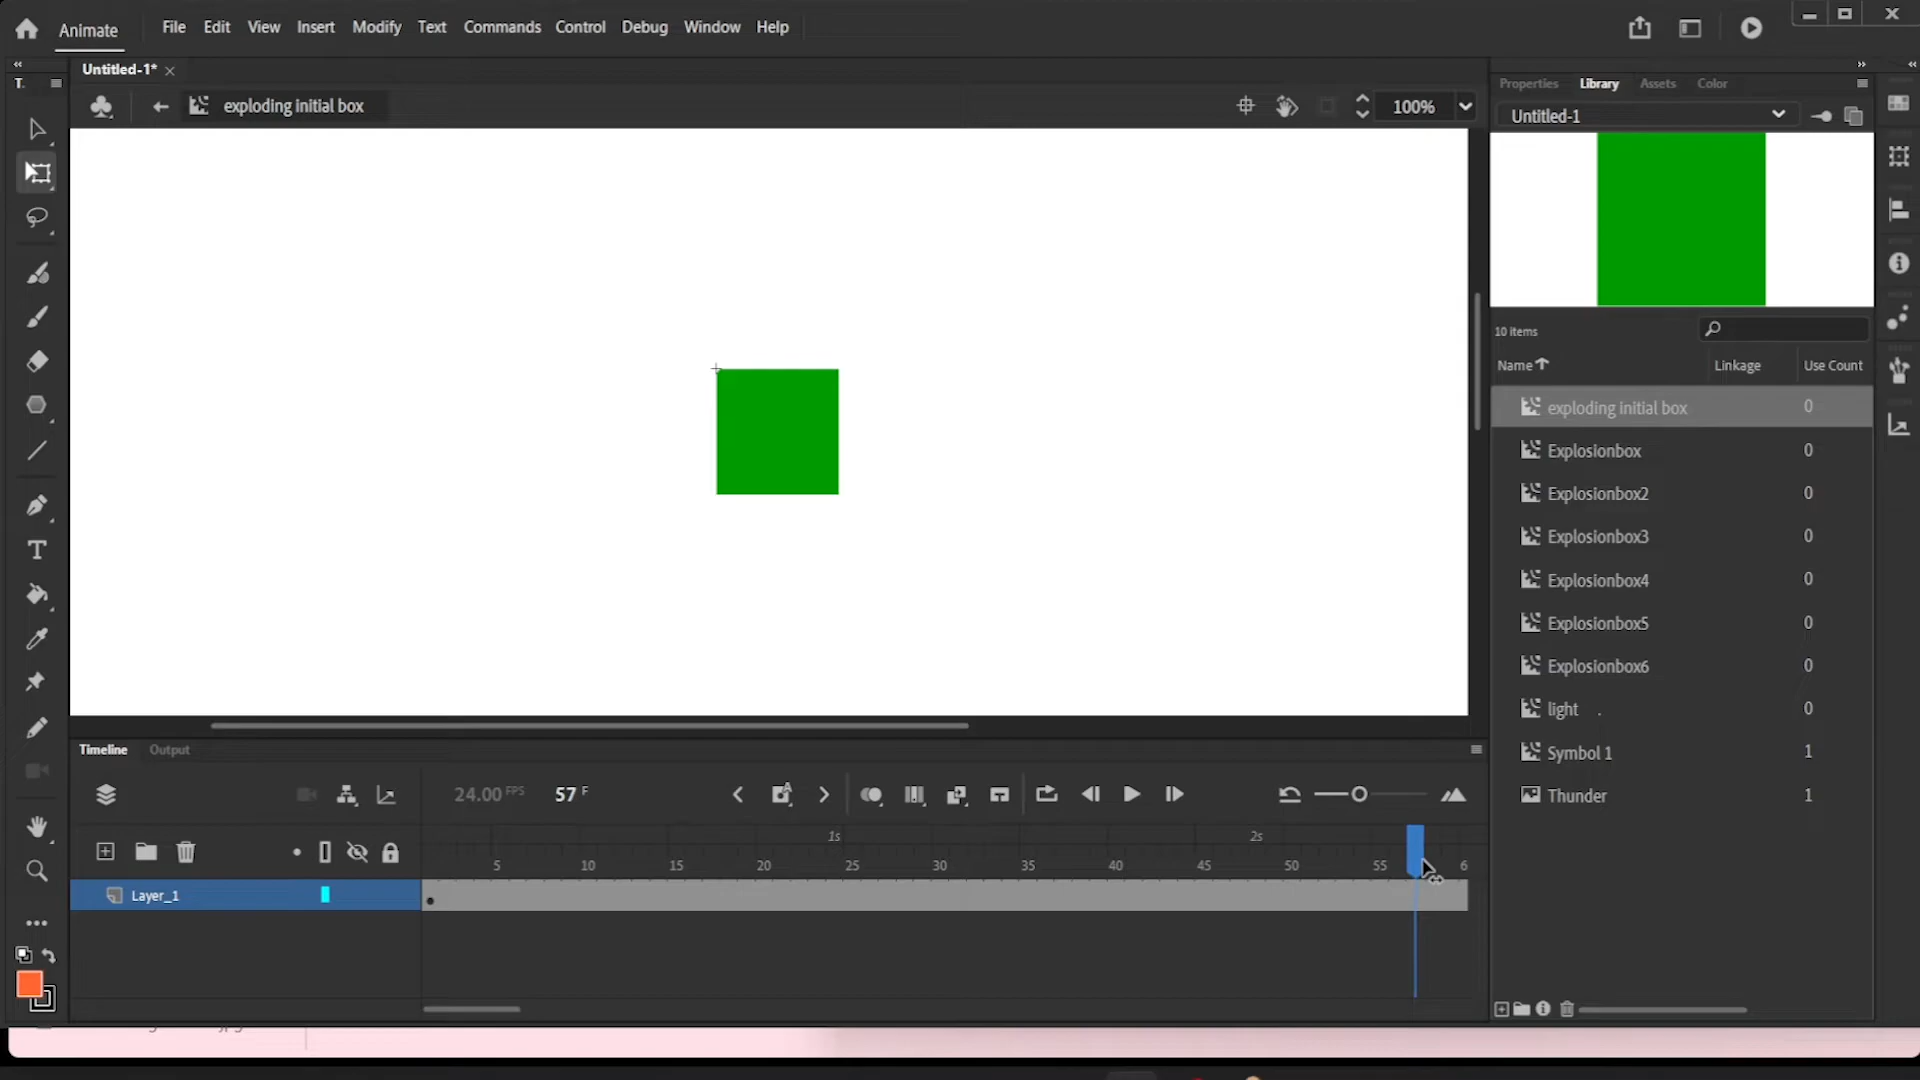 Animate File Edit View Insert Modify Text Commands Control Debug Window Help
Untitled-1*
exploding initial box 100%
T.
Properties Library Assets Color
Untitled-1
10 items
Name Linkage Use Count
exploding initial box 0
Explosionbox 0
Explosionbox2 0
Explosionbox3 0
Explosionbox4 0
Explosionbox5 0
Explosionbox6 0
light 0
Symbol 1 1
Thunder 1
Timeline Output
24.00 FPS 57 F
1s 2s
5 10 15 20 25 30 35 40 45 50 55 6
Layer_1